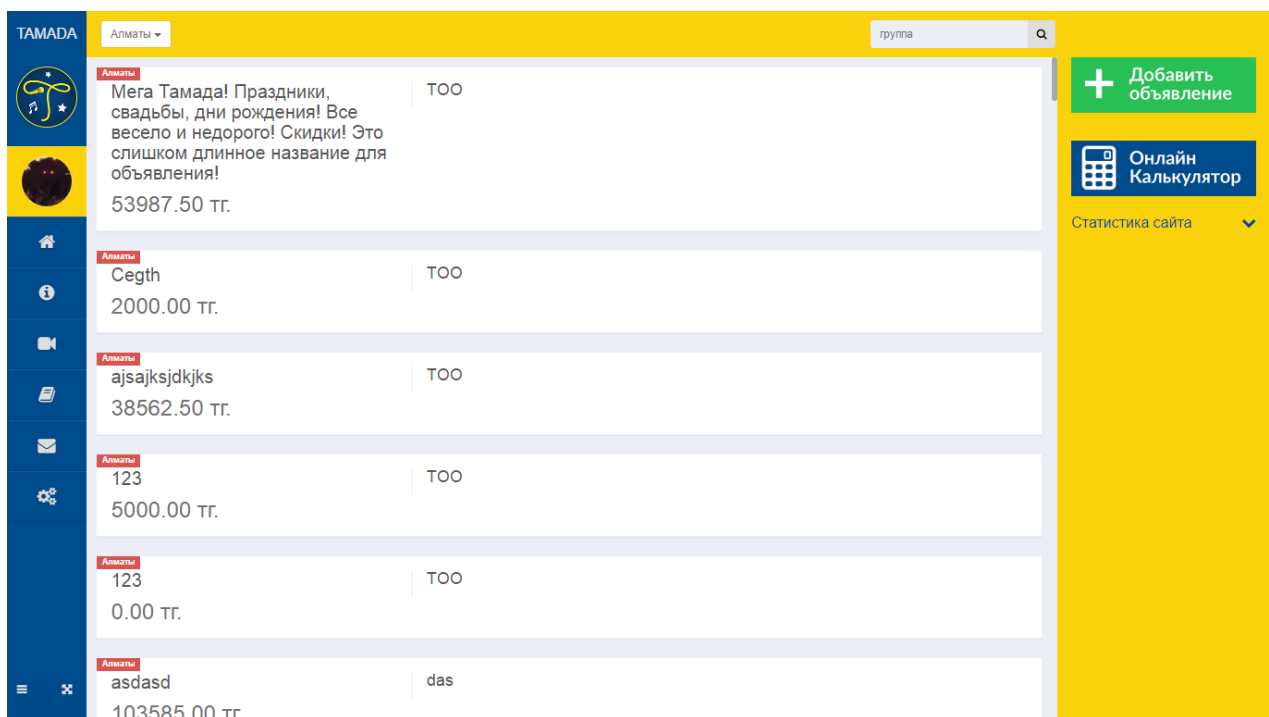 TAMADA
Алматы
группа
Алматы
Мега Тамада! Праздники,
свадьбы, дни рождения! Все
весело и недорого! Скидки! Это
слишком длинное название для
объявления!
53987.50 тг.
ТОО
Алматы
Cegth
2000.00 тг.
ТОО
Алматы
ajsajksjdkjks
38562.50 тг.
ТОО
Алматы
123
5000.00 тг.
ТОО
Алматы
123
0.00 тг.
ТОО
Алматы
asdasd
103585.00 тг.
das
Добавить
объявление
Онлайн
Калькулятор
Статистика сайта